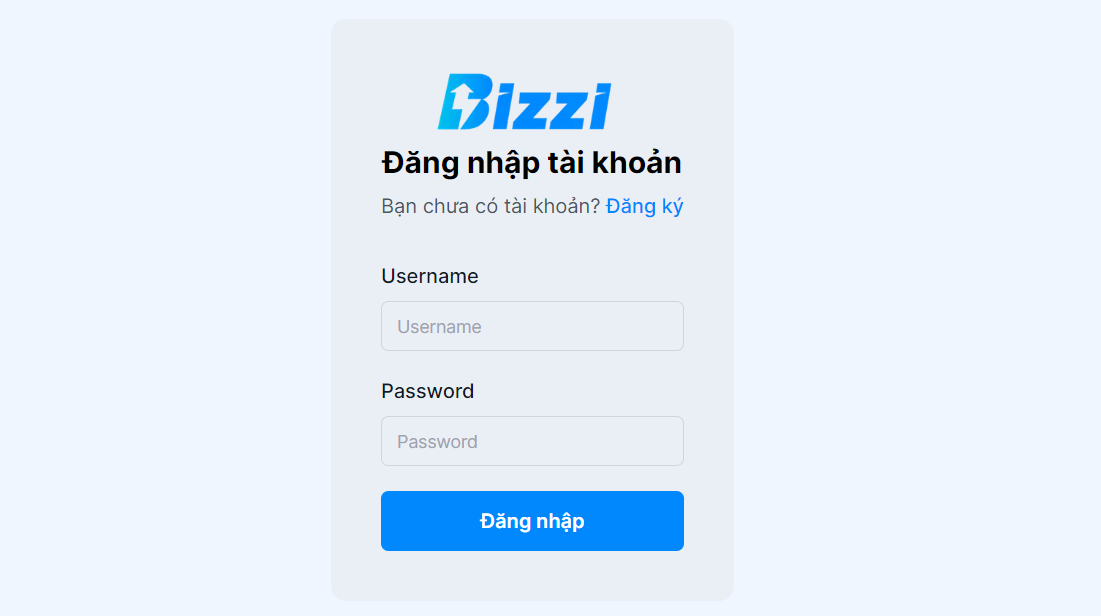 Bizzi
Đăng nhập tài khoản
Bạn chưa có tài khoản? Đăng ký
Username
Username
Password
Password
Đăng nhập